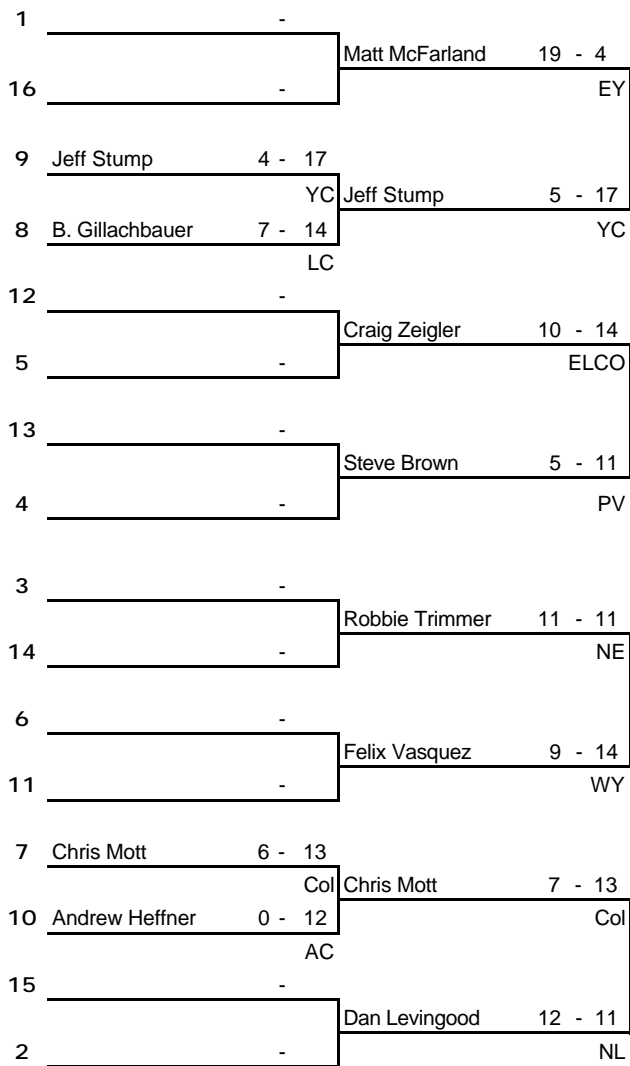 1 -
Matt McFarland 19 - 4
16 - EY
9 Jeff Stump 4 - 17
YC Jeff Stump 5 - 17
8 B. Gillachbauer 7 - 14 YC
LC
12 -
Craig Zeigler 10 - 14
5 - ELCO
13 -
Steve Brown 5 - 11
4 - PV
3 -
Robbie Trimmer 11 - 11
14 - NE
6 -
Felix Vasquez 9 - 14
11 - WY
7 Chris Mott 6 - 13
Col Chris Mott 7 - 13
10 Andrew Heffner 0 - 12 Col
AC
15 -
Dan Levingood 12 - 11
2 - NL